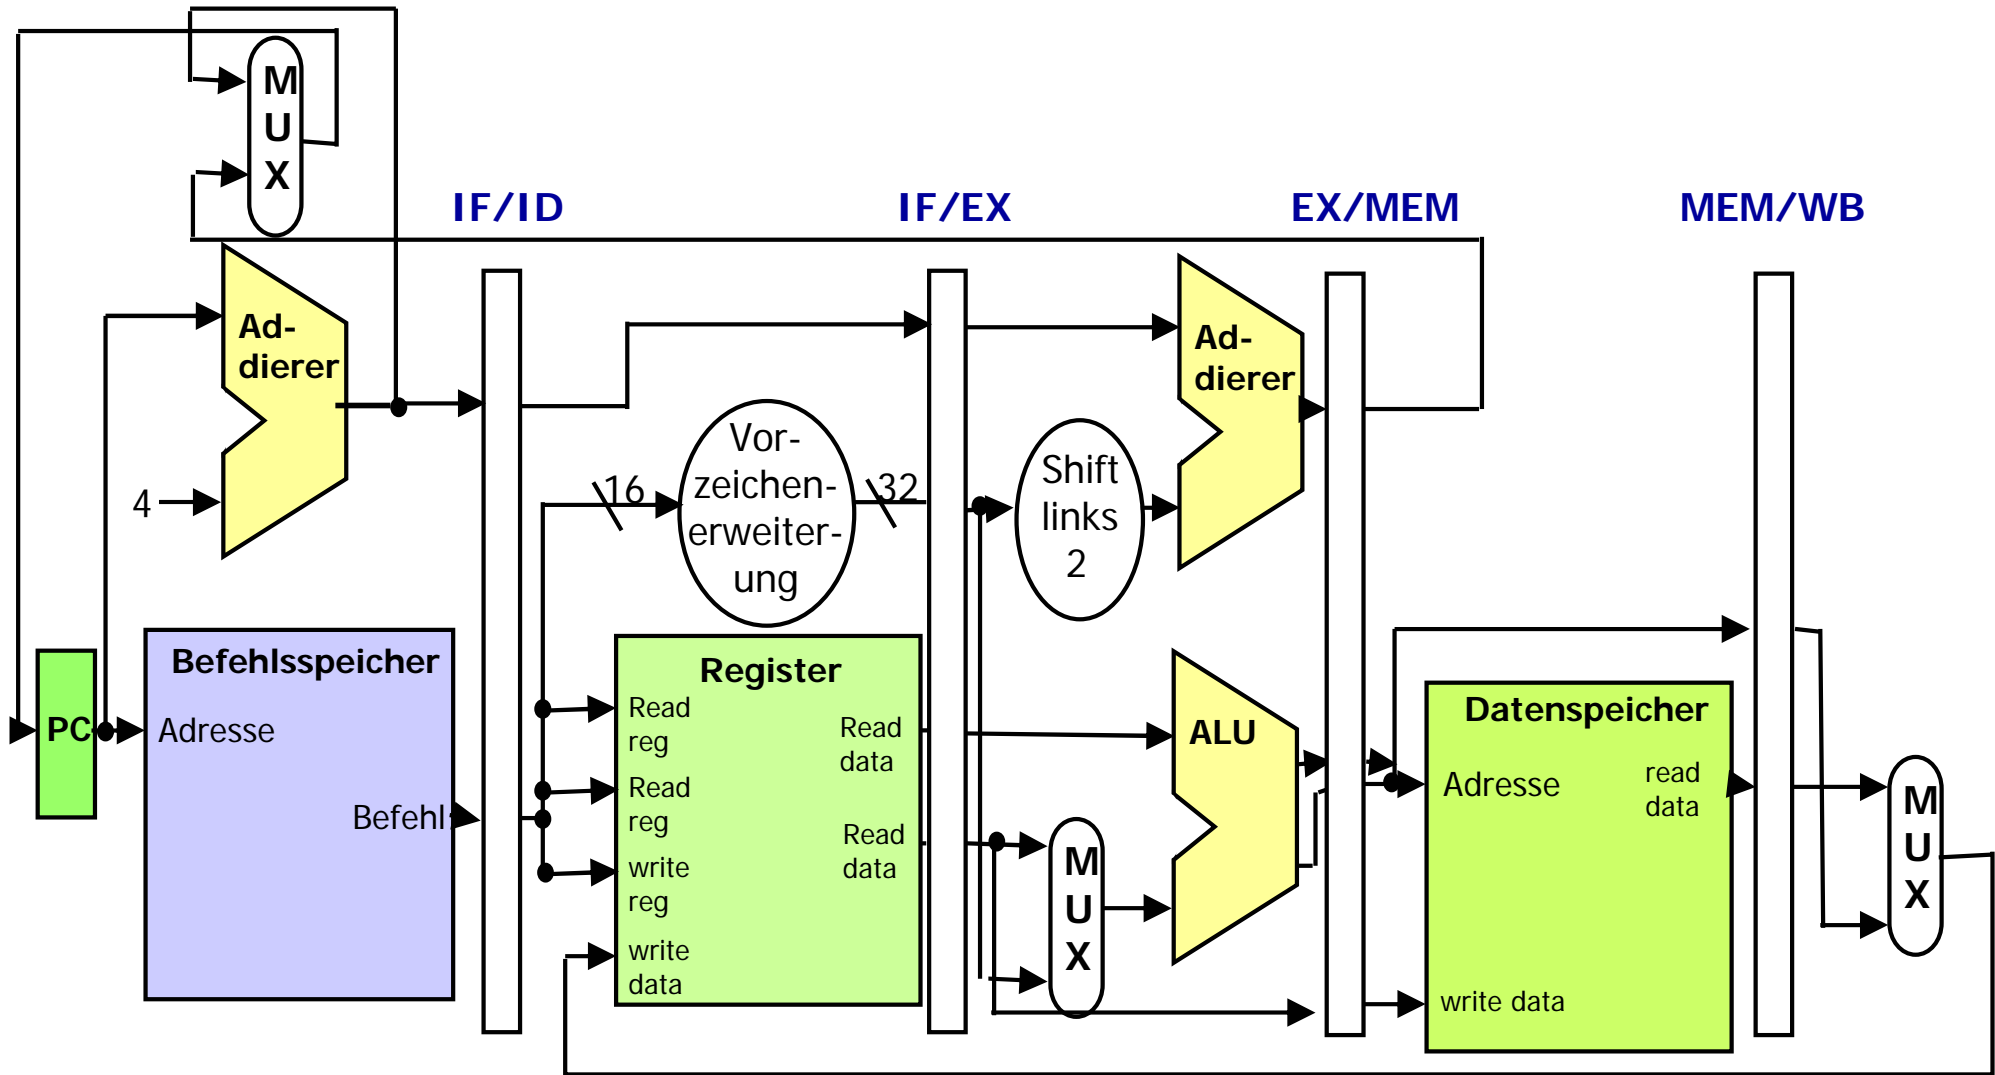 M
U
X
IF/ID
IF/EX
EX/MEM
MEM/WB
Ad-
dierer
4
16
Vor-
zeichen-
erweiter-
ung
32
Shift
links
2
Ad-
dierer
PC
Befehlsspeicher
Adresse
Befehl
Register
Read
reg
Read
reg
write
reg
write
data
Read
data
Read
data
M
U
X
ALU
Datenspeicher
Adresse
read
data
write data
M
U
X